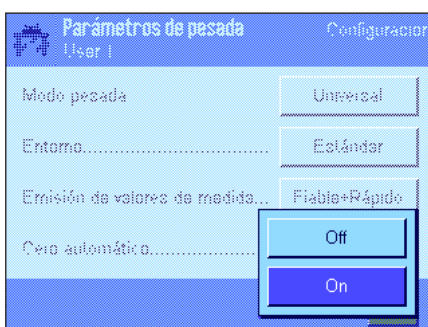 Parámetros de pesada Configuracion
User 1
Modo pesada Universal
Entorno............................... Estándar
Emisión de valores de medida... Fiable+Rápido
Cero automático...................
Off
On